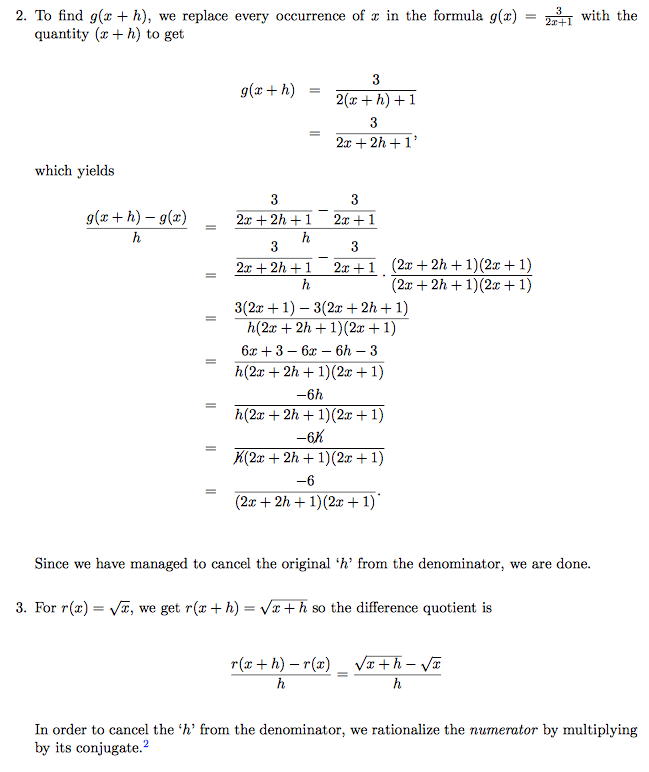 2. To find g(x + h), we replace every occurrence of x in the formula g(x) = \frac{3}{2x+1} with the
quantity (x + h) to get
g(x + h) = \frac{3}{2(x + h) + 1}
= \frac{3}{2x + 2h + 1},
which yields
\frac{g(x + h) − g(x)}{h} = \frac{\frac{3}{2x + 2h + 1} − \frac{3}{2x + 1}}{h}
= \frac{\frac{3}{2x + 2h + 1} − \frac{3}{2x + 1}}{h} · \frac{(2x + 2h + 1)(2x + 1)}{(2x + 2h + 1)(2x + 1)}
= \frac{3(2x + 1) − 3(2x + 2h + 1)}{h(2x + 2h + 1)(2x + 1)}
= \frac{6x + 3 − 6x − 6h − 3}{h(2x + 2h + 1)(2x + 1)}
= \frac{−6h}{h(2x + 2h + 1)(2x + 1)}
= \frac{−6\cancel{h}}{\cancel{h}(2x + 2h + 1)(2x + 1)}
= \frac{−6}{(2x + 2h + 1)(2x + 1)}.
Since we have managed to cancel the original ‘h’ from the denominator, we are done.
3. For r(x) = \sqrt{x}, we get r(x + h) = \sqrt{x + h} so the difference quotient is
\frac{r(x + h) − r(x)}{h} = \frac{\sqrt{x + h} − \sqrt{x}}{h}
In order to cancel the ‘h’ from the denominator, we rationalize the numerator by multiplying
by its conjugate.²